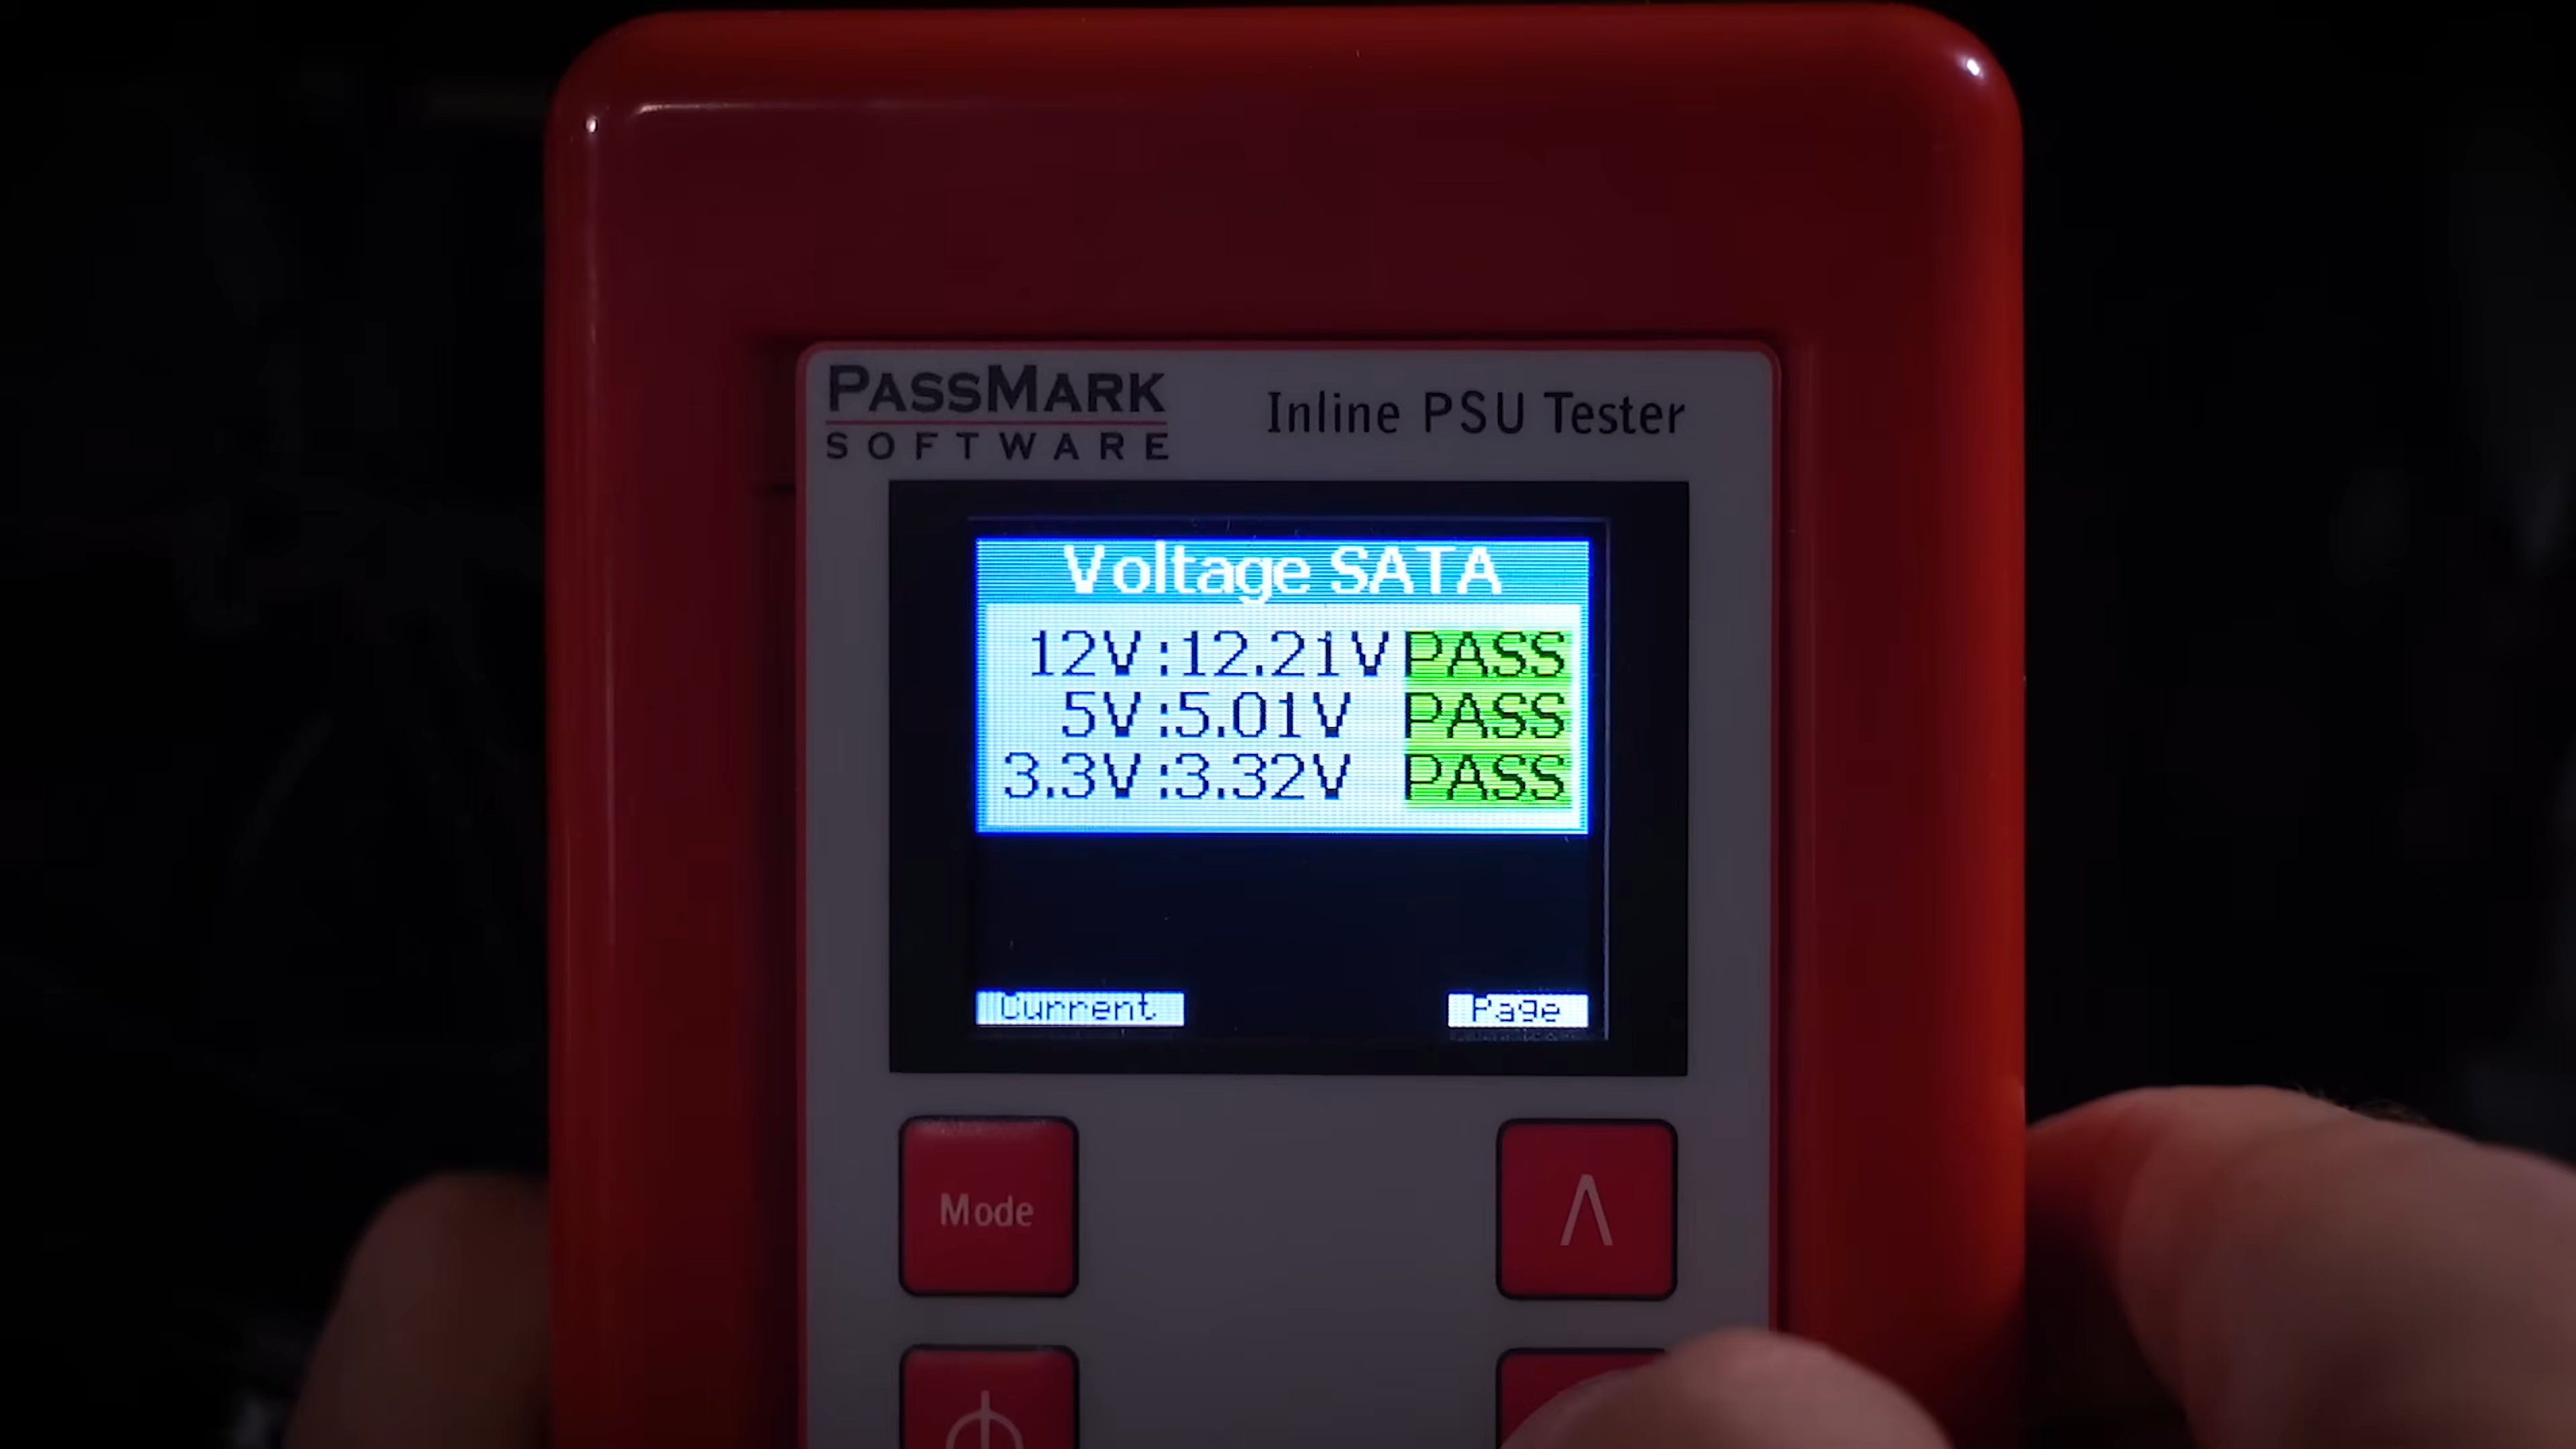 PASSMARK
SOFTWARE
Inline PSU Tester
Voltage SATA
12V:12.21V PASS
5V:5.01V PASS
3.3V:3.32V PASS
Current Page
Mode